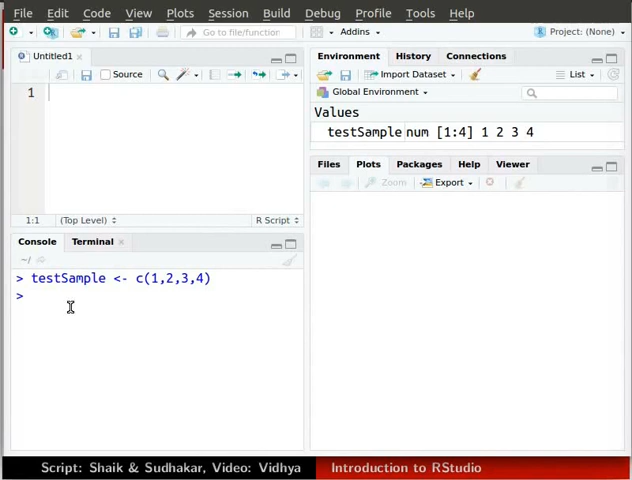 File Edit Code View Plots Session Build Debug Profile Tools Help
Go to file/function Addins Project: (None)
Untitled1
Source
1
1:1 (Top Level) R Script
Console Terminal
~/
> testSample <- c(1,2,3,4)
>
Environment History Connections
Import Dataset List
Global Environment
Values
testSample num [1:4] 1 2 3 4
Files Plots Packages Help Viewer
Zoom Export
Script: Shaik & Sudhakar, Video: Vidhya Introduction to RStudio